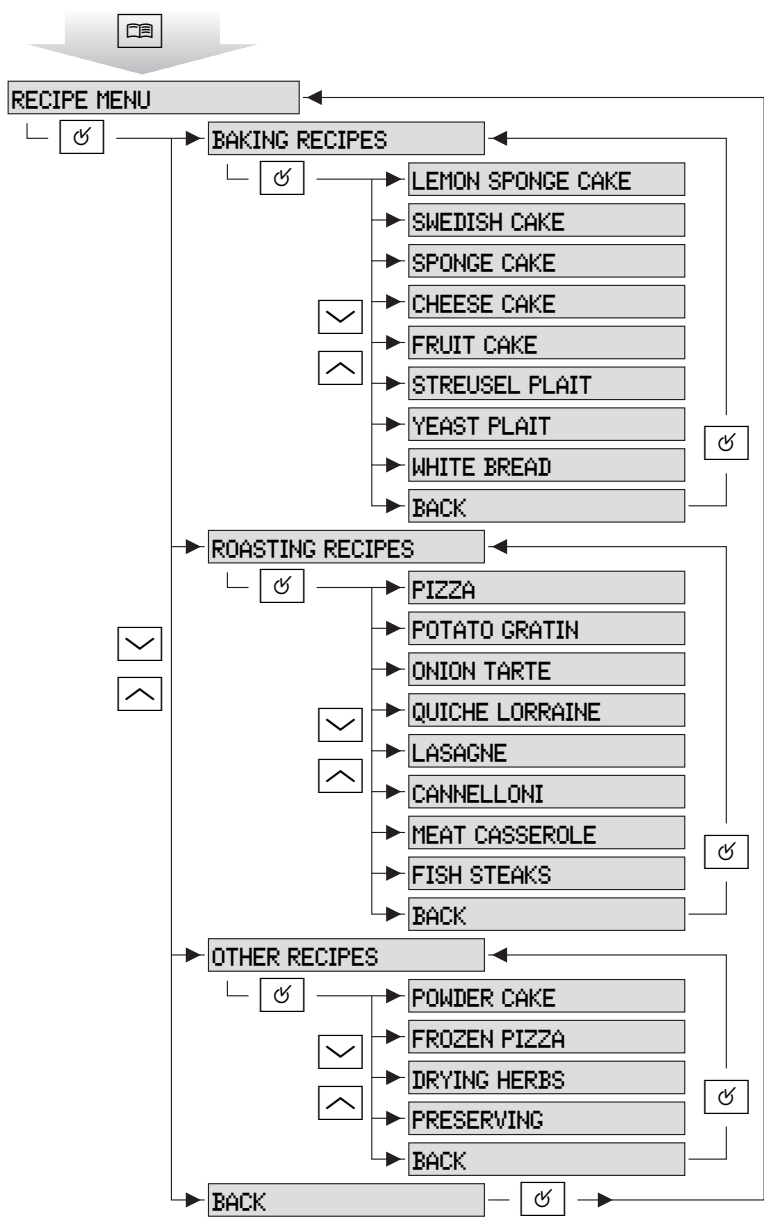 RECIPE MENU
BAKING RECIPES
LEMON SPONGE CAKE
SWEDISH CAKE
SPONGE CAKE
CHEESE CAKE
FRUIT CAKE
STREUSEL PLAIT
YEAST PLAIT
WHITE BREAD
BACK
ROASTING RECIPES
PIZZA
POTATO GRATIN
ONION TARTE
QUICHE LORRAINE
LASAGNE
CANNELLONI
MEAT CASSEROLE
FISH STEAKS
BACK
OTHER RECIPES
POWDER CAKE
FROZEN PIZZA
DRYING HERBS
PRESERVING
BACK
BACK